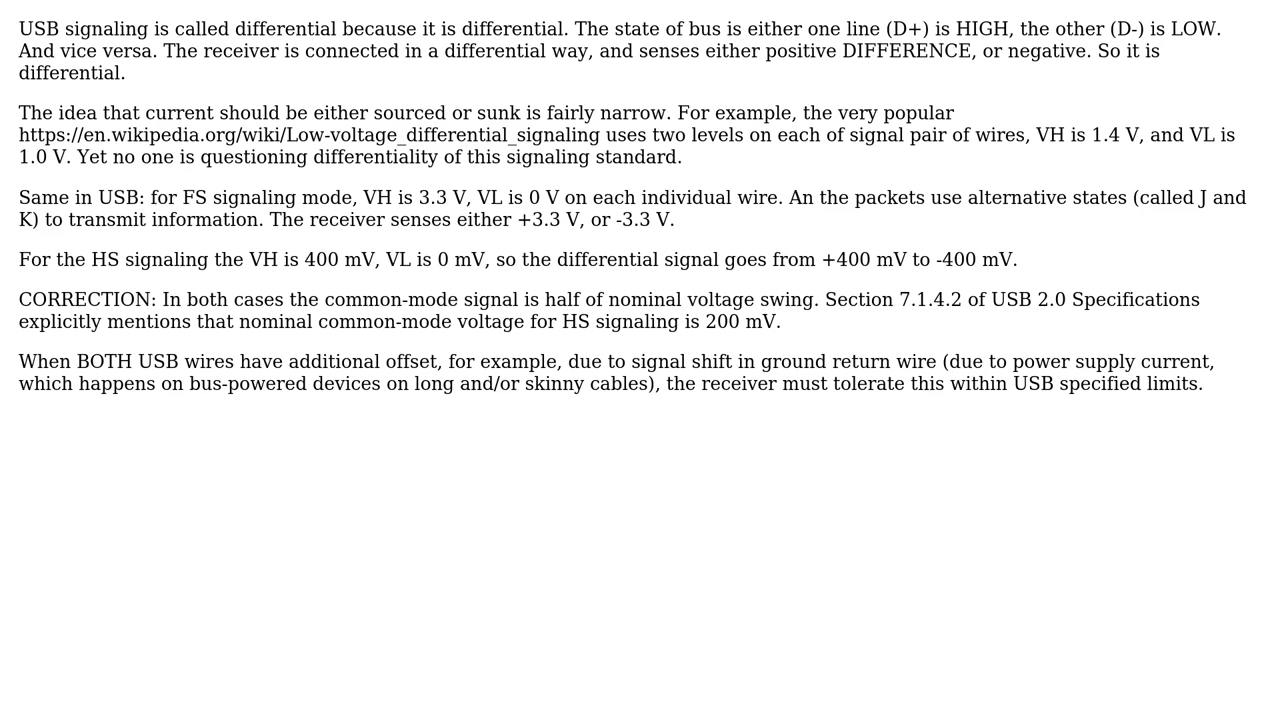 USB signaling is called differential because it is differential. The state of bus is either one line (D+) is HIGH, the other (D-) is LOW.
And vice versa. The receiver is connected in a differential way, and senses either positive DIFFERENCE, or negative. So it is
differential.
The idea that current should be either sourced or sunk is fairly narrow. For example, the very popular
https://en.wikipedia.org/wiki/Low-voltage_differential_signaling uses two levels on each of signal pair of wires, VH is 1.4 V, and VL is
1.0 V. Yet no one is questioning differentiality of this signaling standard.
Same in USB: for FS signaling mode, VH is 3.3 V, VL is 0 V on each individual wire. An the packets use alternative states (called J and
K) to transmit information. The receiver senses either +3.3 V, or -3.3 V.
For the HS signaling the VH is 400 mV, VL is 0 mV, so the differential signal goes from +400 mV to -400 mV.
CORRECTION: In both cases the common-mode signal is half of nominal voltage swing. Section 7.1.4.2 of USB 2.0 Specifications
explicitly mentions that nominal common-mode voltage for HS signaling is 200 mV.
When BOTH USB wires have additional offset, for example, due to signal shift in ground return wire (due to power supply current,
which happens on bus-powered devices on long and/or skinny cables), the receiver must tolerate this within USB specified limits.